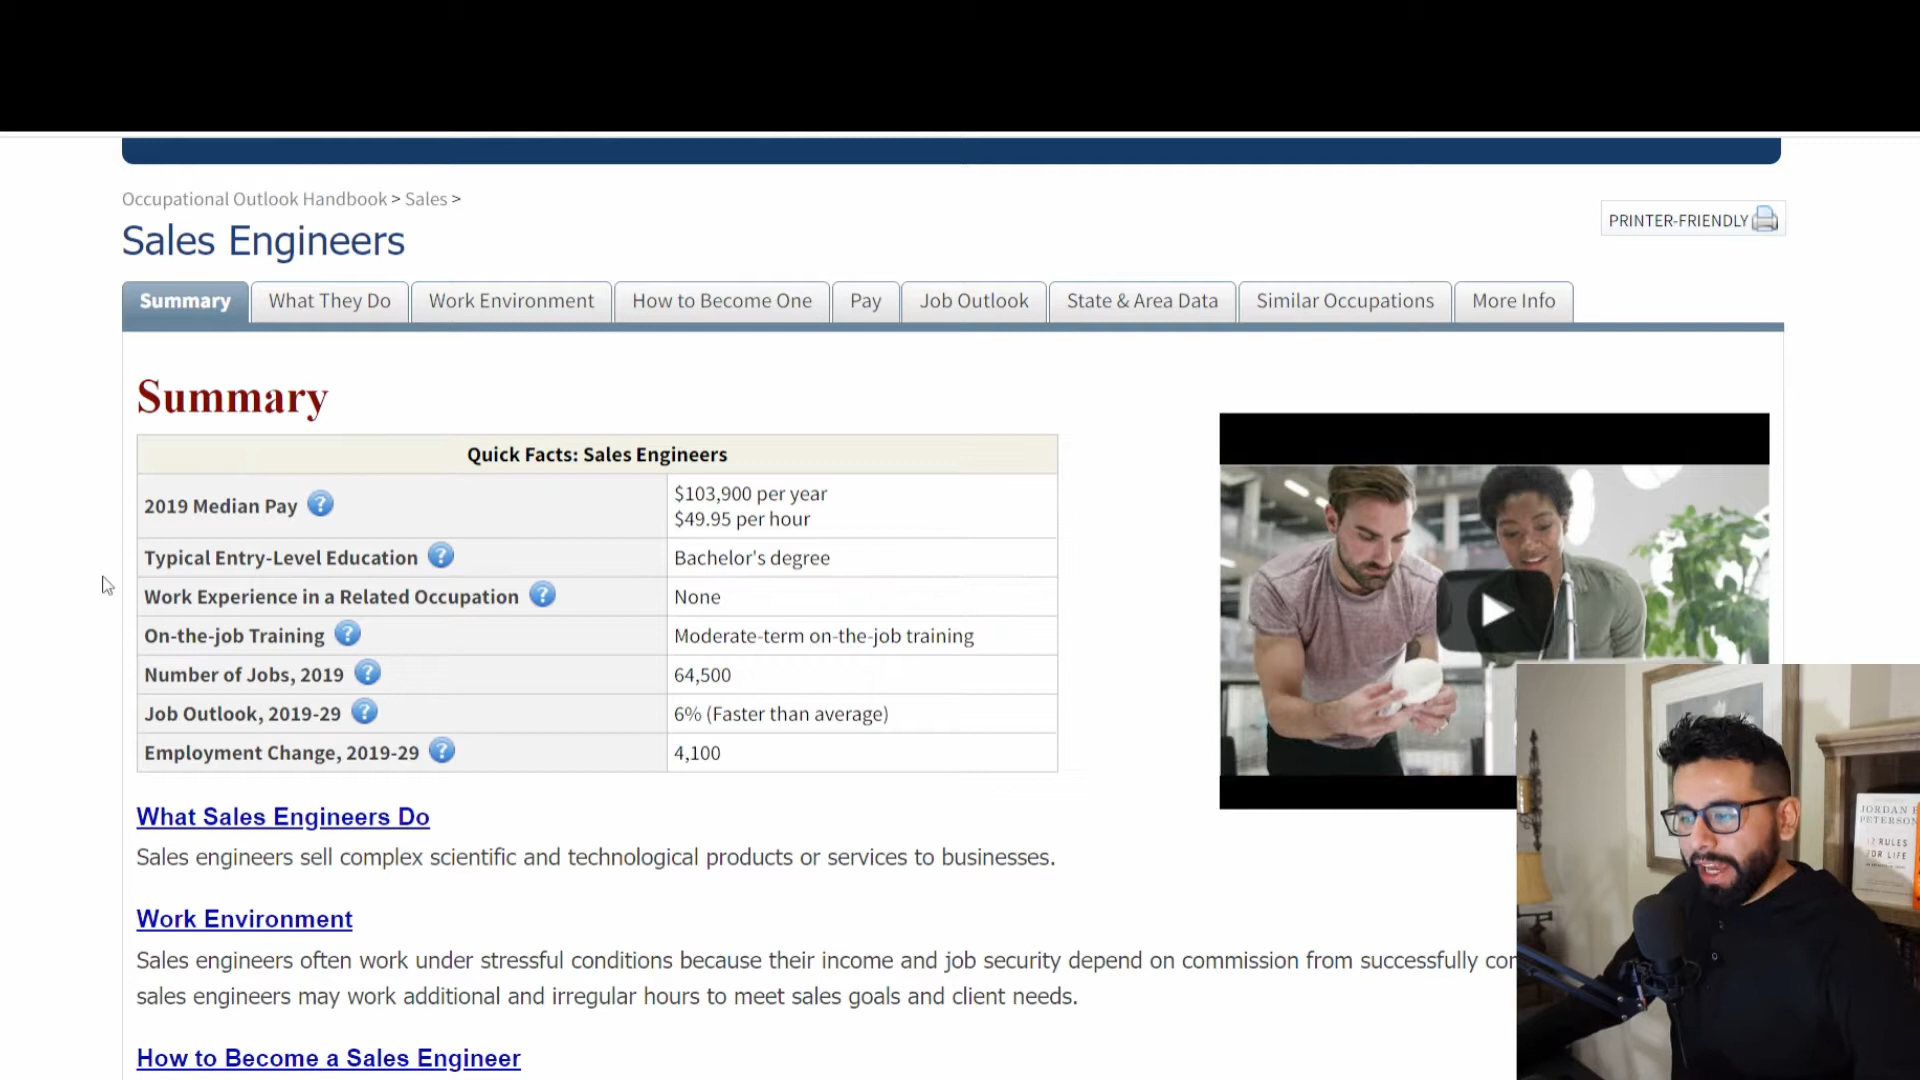 Occupational Outlook Handbook > Sales >
PRINTER-FRIENDLY
Sales Engineers
Summary
What They Do
Work Environment
How to Become One
Pay
Job Outlook
State & Area Data
Similar Occupations
More Info
Summary
Quick Facts: Sales Engineers
2019 Median Pay ?
$103,900 per year
$49.95 per hour
Typical Entry-Level Education ?
Bachelor's degree
Work Experience in a Related Occupation ?
None
On-the-job Training ?
Moderate-term on-the-job training
Number of Jobs, 2019 ?
64,500
Job Outlook, 2019-29 ?
6% (Faster than average)
Employment Change, 2019-29 ?
4,100
What Sales Engineers Do
Sales engineers sell complex scientific and technological products or services to businesses.
Work Environment
Sales engineers often work under stressful conditions because their income and job security depend on commission from successfully
sales engineers may work additional and irregular hours to meet sales goals and client needs.
How to Become a Sales Engineer
JORDAN
PETERSON
RULES
FOR LIFE